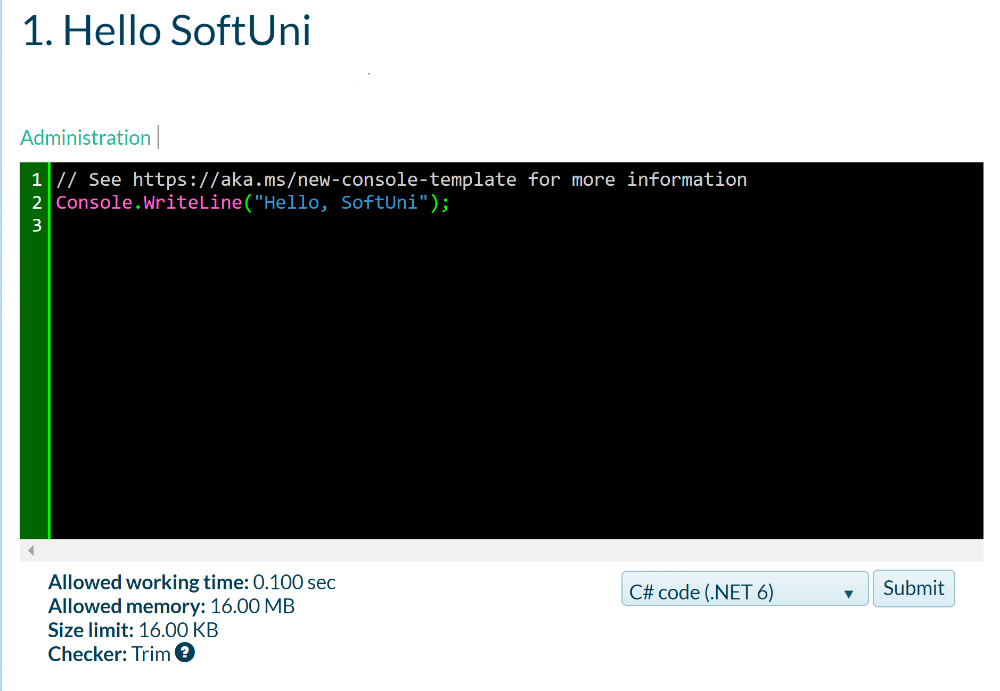 1. Hello SoftUni
Administration
1 // See https://aka.ms/new-console-template for more information
2 Console.WriteLine("Hello, SoftUni");
3
Allowed working time: 0.100 sec
Allowed memory: 16.00 MB
Size limit: 16.00 KB
Checker: Trim ?
C# code (.NET 6)
Submit